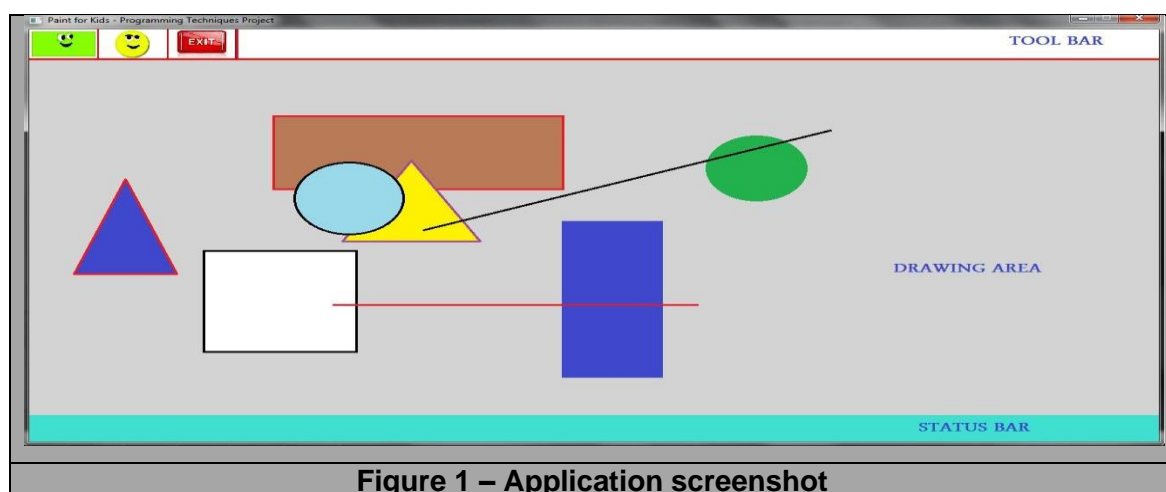 Paint for Kids - Programming Techniques Project
EXIT
TOOL BAR
DRAWING AREA
STATUS BAR
Figure 1 – Application screenshot